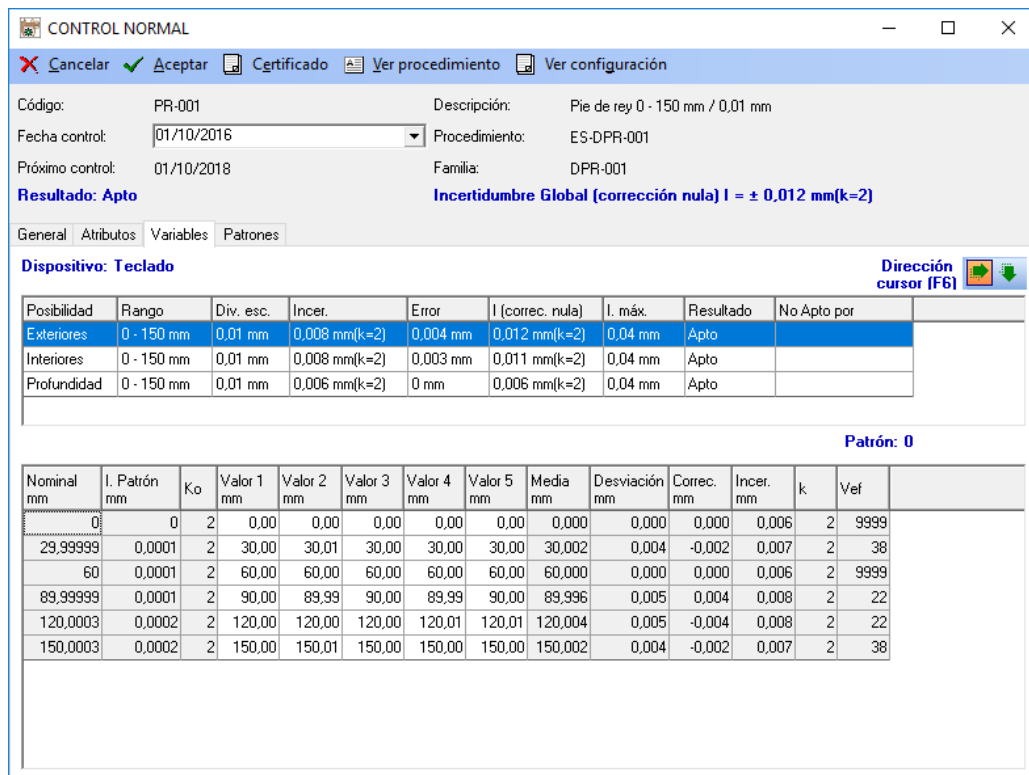 CONTROL NORMAL
Cancelar Aceptar Certificado Ver procedimiento Ver configuración
Código: PR-001 Descripción: Pie de rey 0 - 150 mm / 0,01 mm
Fecha control: 01/10/2016 Procedimiento: ES-DPR-001
Próximo control: 01/10/2018 Familia: DPR-001
Resultado: Apto Incertidumbre Global (corrección nula) I = ± 0,012 mm(k=2)
General Atributos Variables Patrones
Dispositivo: Teclado Dirección
cursor (F6)
Posibilidad Rango Div. esc. Incer. Error I (correc. nula) I. máx. Resultado No Apto por
Exteriores 0 - 150 mm 0,01 mm 0,008 mm(k=2) 0,004 mm 0,012 mm(k=2) 0,04 mm Apto
Interiores 0 - 150 mm 0,01 mm 0,008 mm(k=2) 0,003 mm 0,011 mm(k=2) 0,04 mm Apto
Profundidad 0 - 150 mm 0,01 mm 0,006 mm(k=2) 0 mm 0,006 mm(k=2) 0,04 mm Apto
Patrón: 0
Nominal I. Patrón Ko Valor 1 Valor 2 Valor 3 Valor 4 Valor 5 Media Desviación Correc. Incer. k Vef
mm mm mm mm mm mm mm mm mm mm mm
0 0 2 0,00 0,00 0,00 0,00 0,00 0,000 0,000 0,000 0,006 2 9999
29,99999 0,0001 2 30,00 30,01 30,00 30,00 30,00 30,002 0,004 -0,002 0,007 2 38
60 0,0001 2 60,00 60,00 60,00 60,00 60,00 60,000 0,000 0,000 0,006 2 9999
89,99999 0,0001 2 90,00 89,99 90,00 89,99 90,00 89,996 0,005 0,004 0,008 2 22
120,0003 0,0002 2 120,00 120,00 120,00 120,01 120,01 120,004 0,005 -0,004 0,008 2 22
150,0003 0,0002 2 150,00 150,01 150,00 150,00 150,00 150,002 0,004 -0,002 0,007 2 38